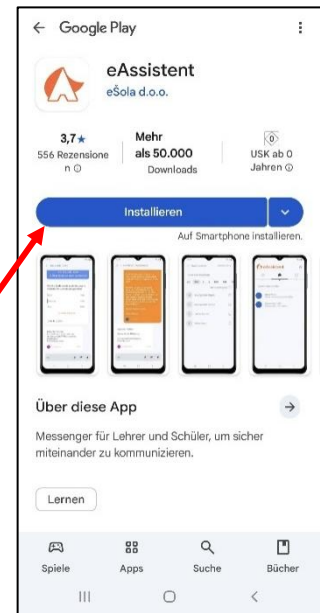 Google Play
eAssistent
eŠola d.o.o.
3,7★ Mehr
556 Rezensione als 50.000 USK ab 0
n Downloads Jahren
Installieren
Auf Smartphone installieren.
Über diese App
Messenger für Lehrer und Schüler, um sicher
miteinander zu kommunizieren.
Lernen
Spiele Apps Suche Bücher